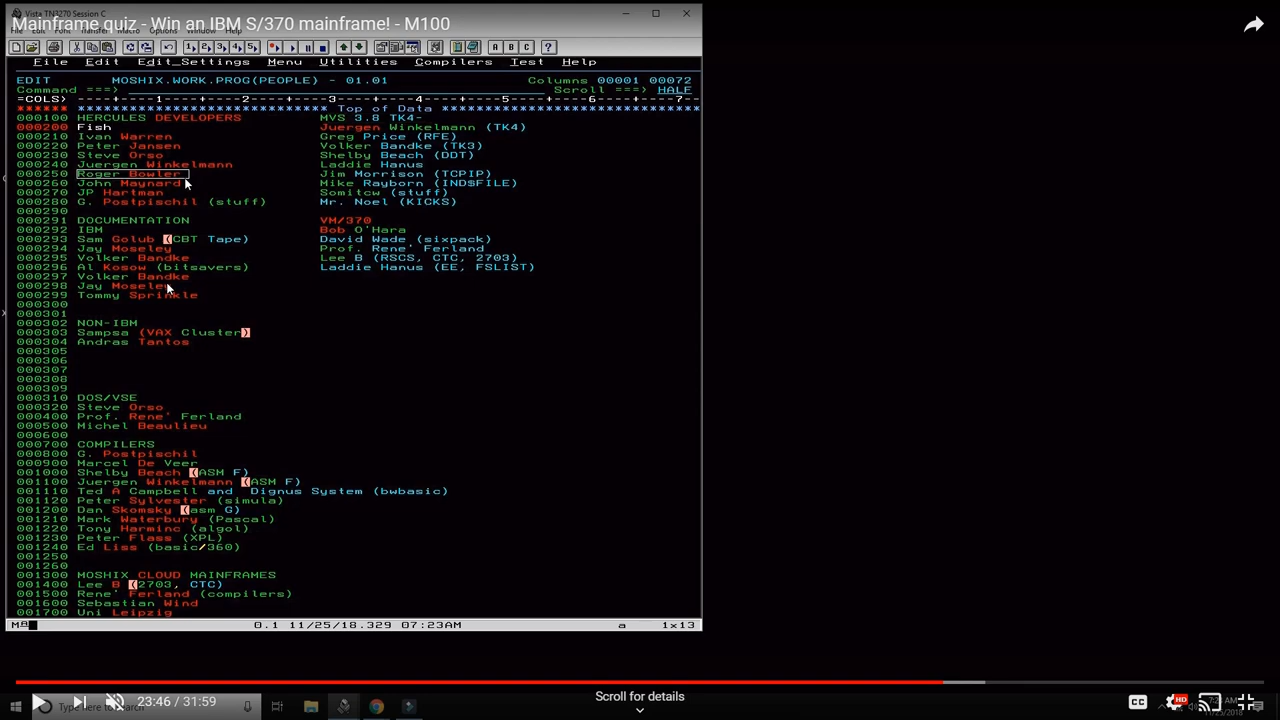 Vista TN3270 Session C
Mainframe quiz - Win an IBM S/370 mainframe! - M100
File Edit Edit_Settings Menu Utilities Compilers Test Help
EDIT MOSHIX.WORK.PROG(PEOPLE) - 01.01 Columns 00001 00072
Command ===> Scroll ===> HALF
=COLS> ----+----1----+----2----+----3----+----4----+----5----+----6----+----7--
****** ***************************** Top of Data ******************************
000100 HERCULES DEVELOPERS MVS 3.8 TK4-
000200 Fish Juergen Winkelmann (TK4)
000210 Ivan Warren Greg Price (RFE)
000220 Peter Jansen Volker Bandke (TK3)
000230 Steve Orso Shelby Beach (DDT)
000240 Juergen Winkelmann Laddie Hanus
000250 Roger Bowler Jim Morrison (TCPIP)
000260 John Maynard Mike Rayborn (IND$FILE)
000270 JP Hartman Somitcw (stuff)
000280 G. Postpischil (stuff) Mr. Noel (KICKS)
000291 DOCUMENTATION VM/370
000292 IBM Bob O'Hara
000293 Sam Golub (CBT Tape) David Wade (sixpack)
000294 Jay Moseley Prof. Rene' Ferland
000295 Volker Bandke Lee B (RSCS, CTC, 2703)
000296 Al Kosow (bitsavers) Laddie Hanus (EE, FSLIST)
000297 Volker Bandke
000298 Jay Moseley
000299 Tommy Sprinkle
000300
000301
000302 NON-IBM
000303 Sampsa (VAX Cluster)
000304 Andras Tantos
000305
000306
000307
000308
000309
000310 DOS/VSE
000320 Steve Orso
000400 Prof. Rene' Ferland
000500 Michel Beaulieu
000600
000700 COMPILERS
000800 G. Postpischil
000900 Marcel De Veer
001000 Shelby Beach (ASM F)
001100 Juergen Winkelmann (ASM F)
001110 Ted A Campbell and Dignus System (bwbasic)
001120 Peter Sylvester (simula)
001200 Dan Skomsky (asm G)
001210 Mark Waterbury (Pascal)
001220 Tony Harminc (algol)
001230 Peter Flass (XPL)
001240 Ed Liss (basic/360)
001250
001260
001300 MOSHIX CLOUD MAINFRAMES
001400 Lee B (2703, CTC)
001500 Rene' Ferland (compilers)
001600 Sebastian Wind
001700 Uni Leipzig
0.1 11/25/18.329 07:23AM a 1x13
Scroll for details
23:46 / 31:59
CC HD